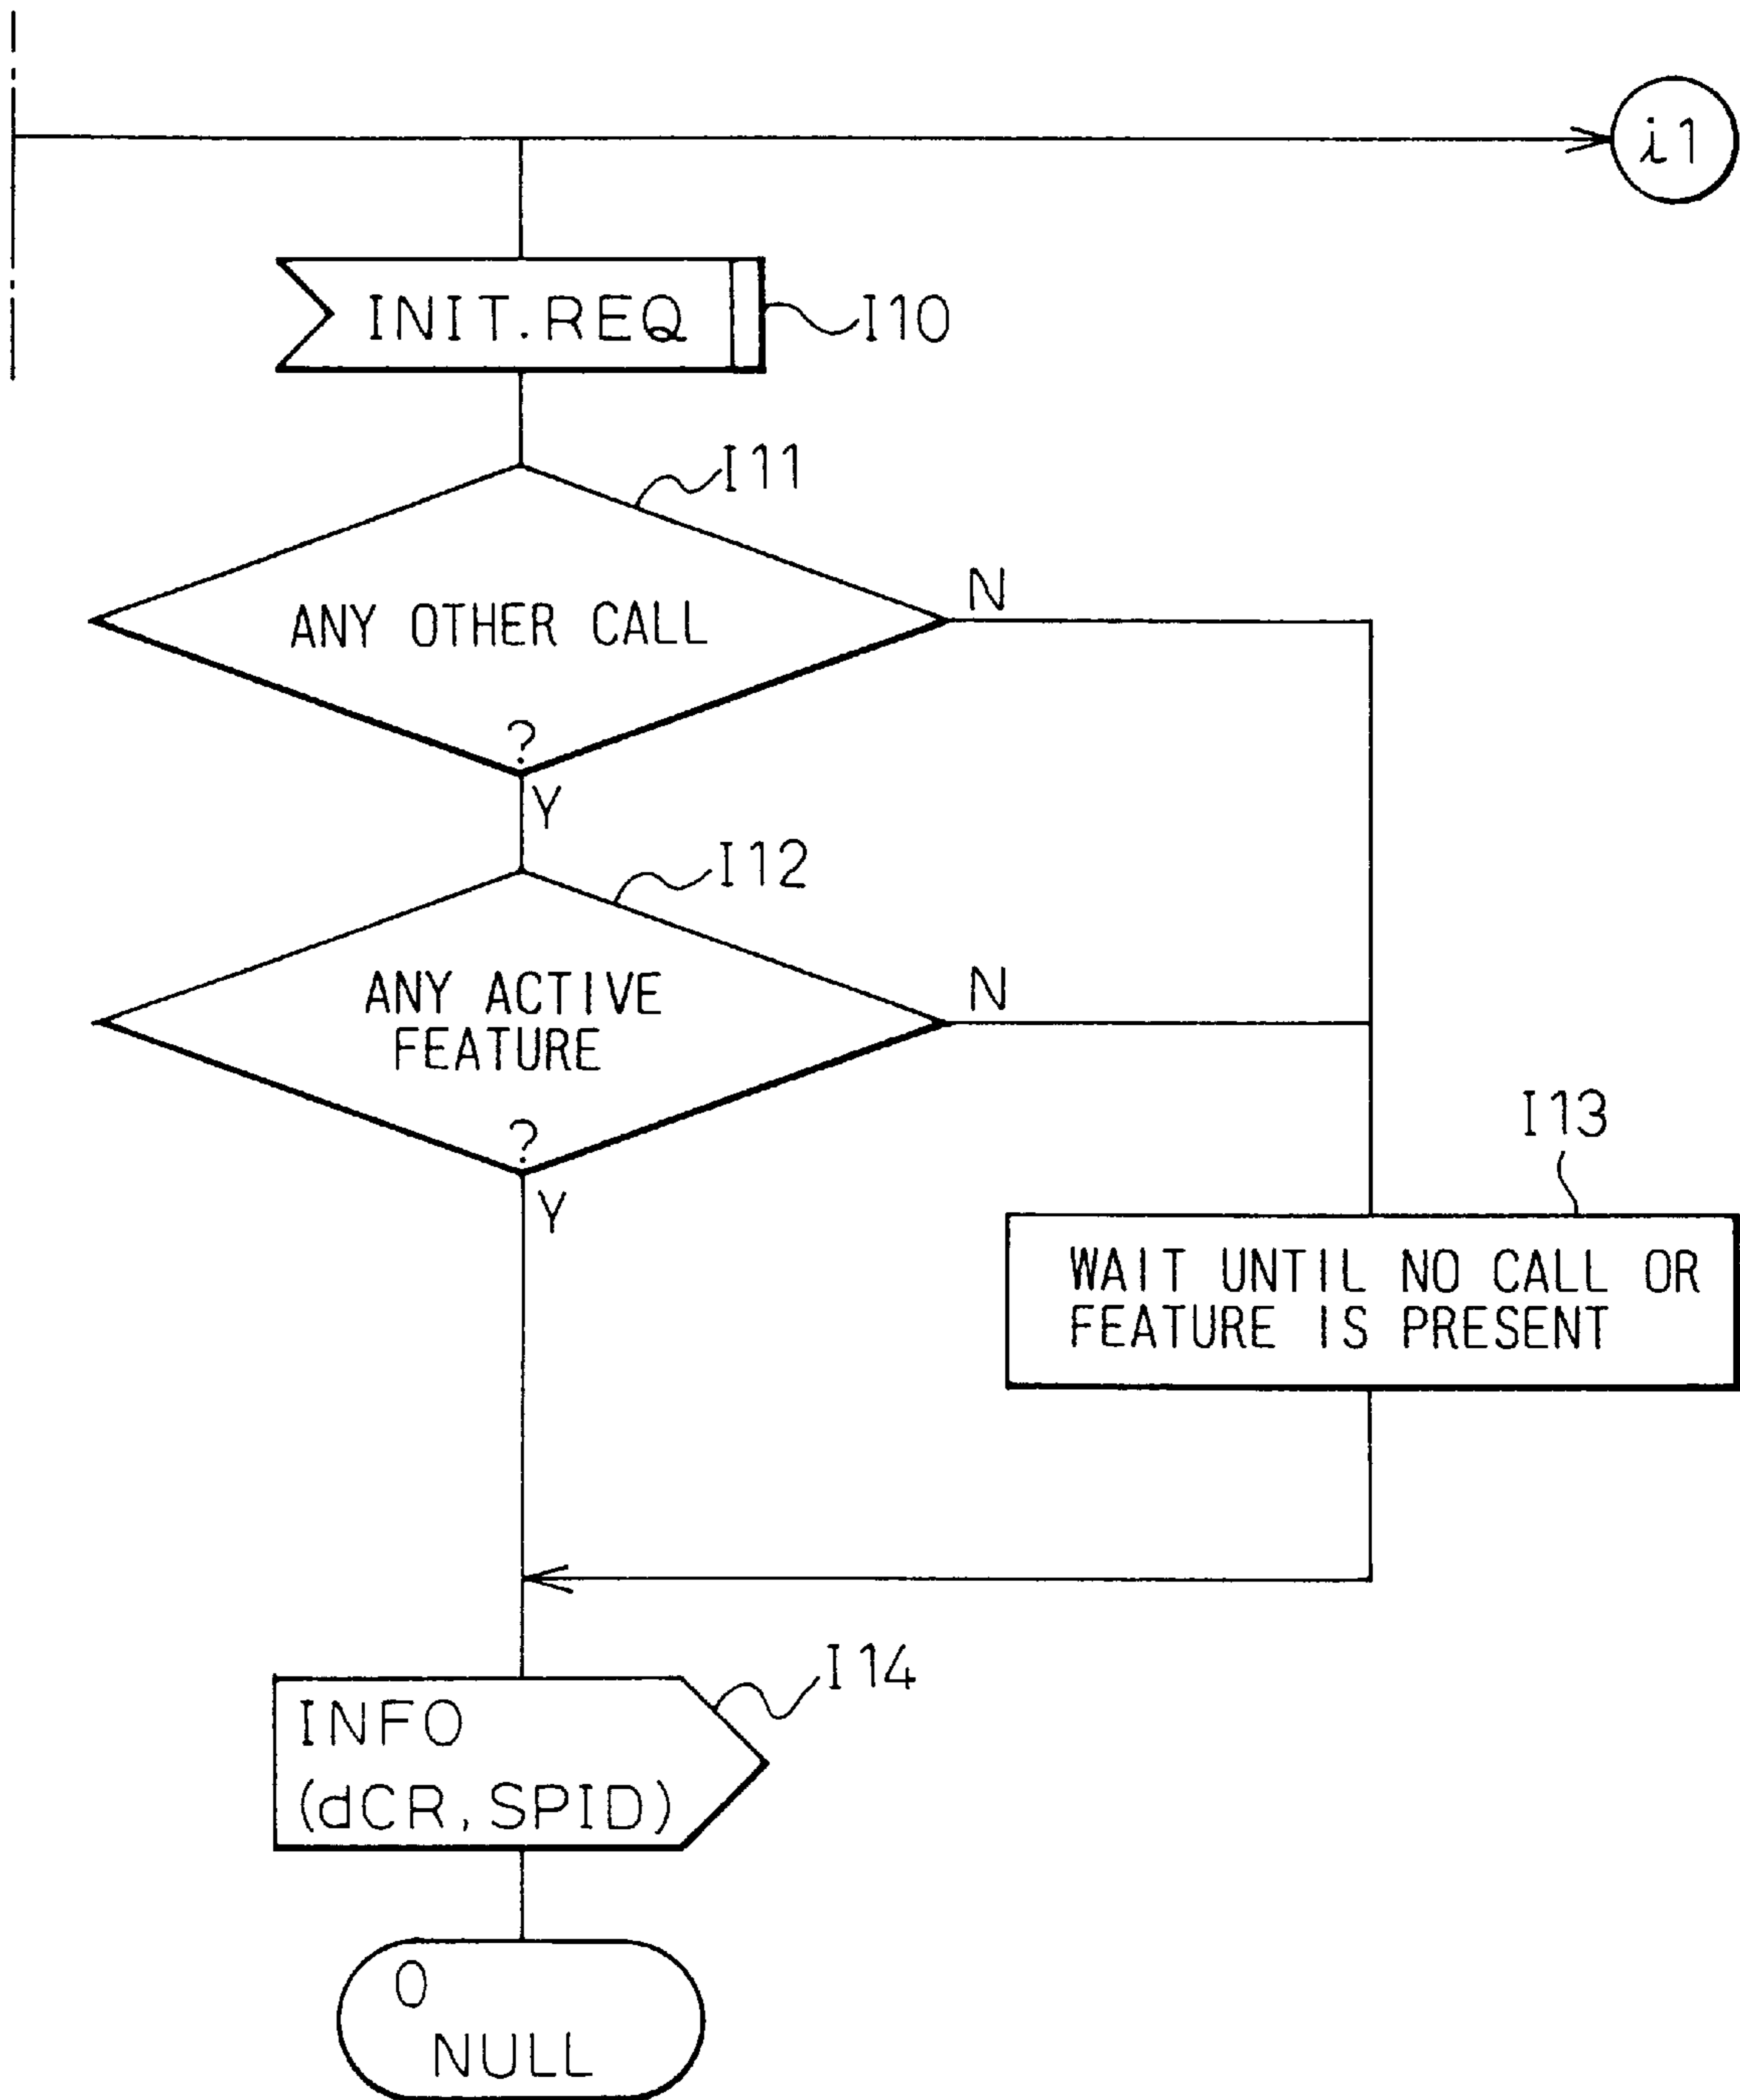 i1
INIT.REQ
I10
I11
N
ANY OTHER CALL
?
Y
I12
ANY ACTIVE
FEATURE
N
?
Y
I13
WAIT UNTIL NO CALL OR
FEATURE IS PRESENT
I14
INFO
(dCR,SPID)
0
NULL